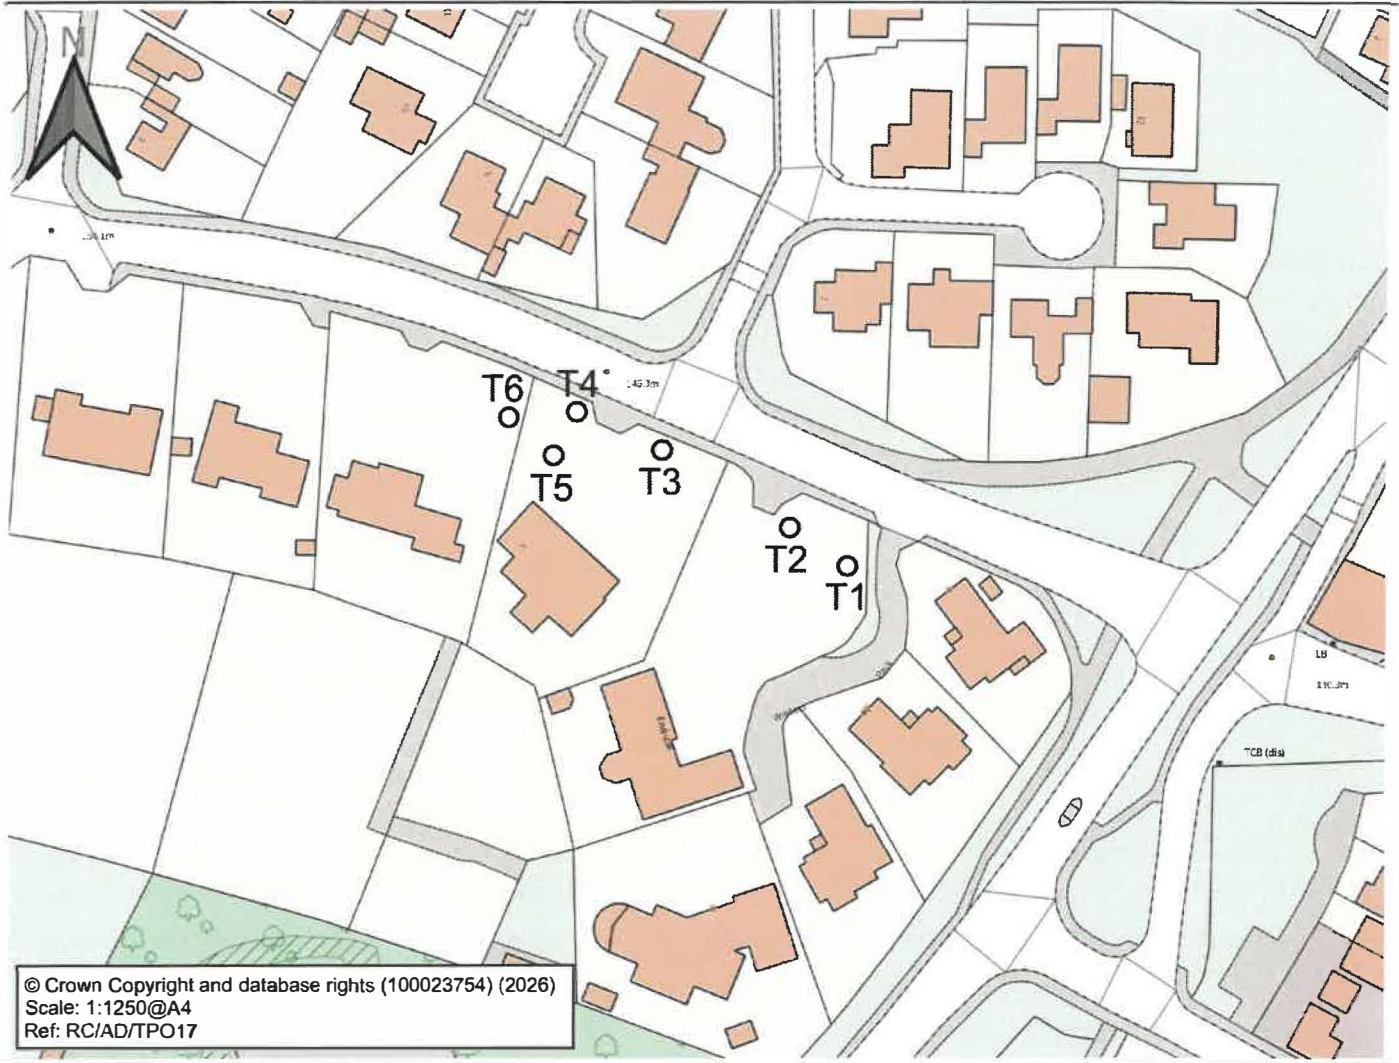 N
T6
T4
T5
T3
T2
T1
LB
TCB (dis)
© Crown Copyright and database rights (100023754) (2026)
Scale: 1:1250@A4
Ref: RC/AD/TPO17